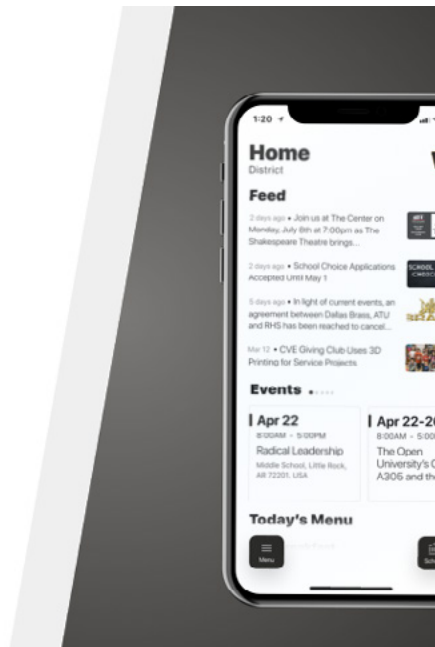 1:20
Home
District
Feed
2 days ago • Join us at The Center on
Monday, July 6th at 7:00pm as The
Shakespeare Theatre brings...
2 days ago • School Choice Applications
Accepted Until May 1
5 days ago • In light of current events, an
agreement between Dallas Brass, ATU
and RHS has been reached to cancel...
Mar 12 • CVE Giving Club Uses 3D
Printing for Service Projects
Events
Apr 22
8:00AM - 5:00PM
Radical Leadership
Middle School, Little Rock,
AR 72201, USA
Apr 22-2
8:00AM - 5:00
The Open
University's
A305 and th
Today's Menu
Menu